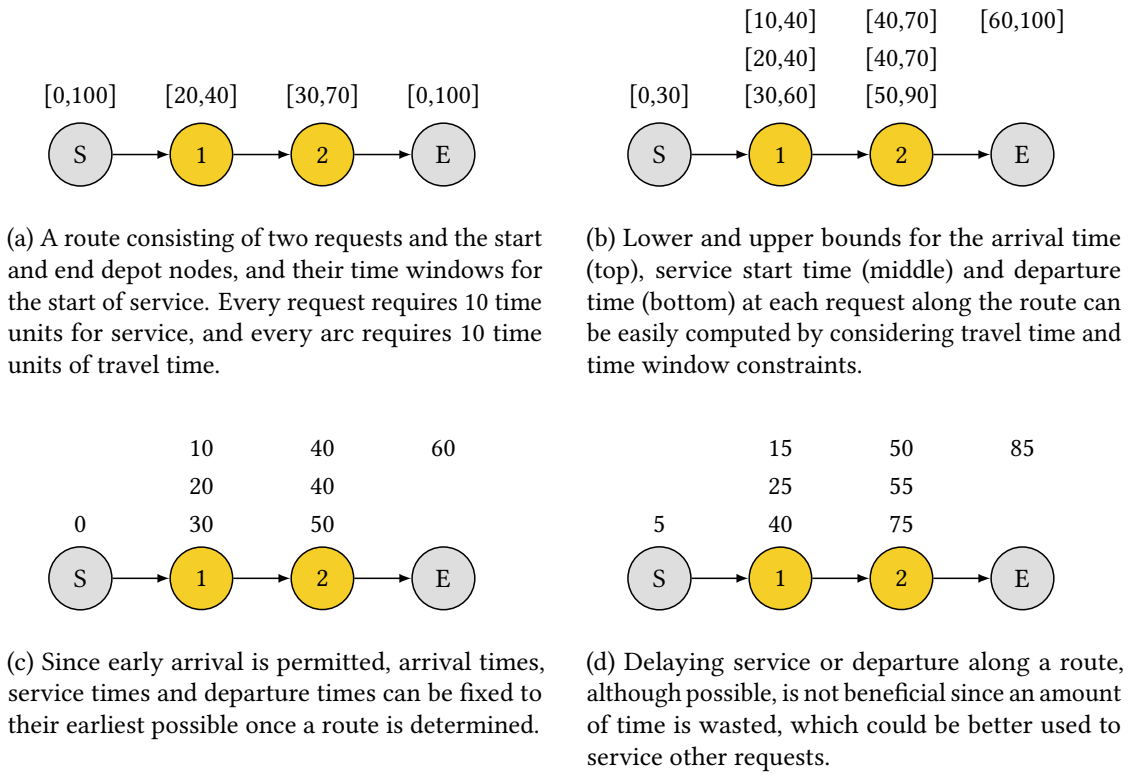 [10,40] [40,70] [60,100]
[20,40] [40,70]
[0,100] [20,40] [30,70] [0,100]
[0,30] [30,60] [50,90]
S 1 2 E
S 1 2 E
(a) A route consisting of two requests and the start
and end depot nodes, and their time windows for
the start of service. Every request requires 10 time
units for service, and every arc requires 10 time
units of travel time.
(b) Lower and upper bounds for the arrival time
(top), service start time (middle) and departure
time (bottom) at each request along the route can
be easily computed by considering travel time and
time window constraints.
10 40 60
20 40
0 30 50
S 1 2 E
15 50 85
25 55
5 40 75
S 1 2 E
(c) Since early arrival is permitted, arrival times,
service times and departure times can be fixed to
their earliest possible once a route is determined.
(d) Delaying service or departure along a route,
although possible, is not beneficial since an amount
of time is wasted, which could be better used to
service other requests.